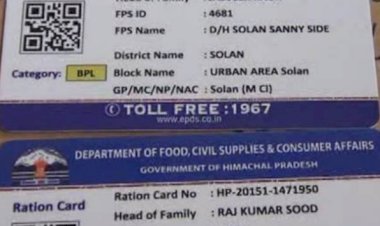 FPS ID : 4681
FPS Name : D/H SOLAN SANNY SIDE
District Name : SOLAN
Category: BPL Block Name : URBAN AREA Solan
GP/MC/NP/NAC : Solan (M Cl)
TOLL FREE : 1967
www.epds.co.in
DEPARTMENT OF FOOD, CIVIL SUPPLIES & CONSUMER AFFAIRS
GOVERNMENT OF HIMACHAL PRADESH
Ration Card No : HP-20151-1471950
Ration Card Head of Family : RAJ KUMAR SOOD